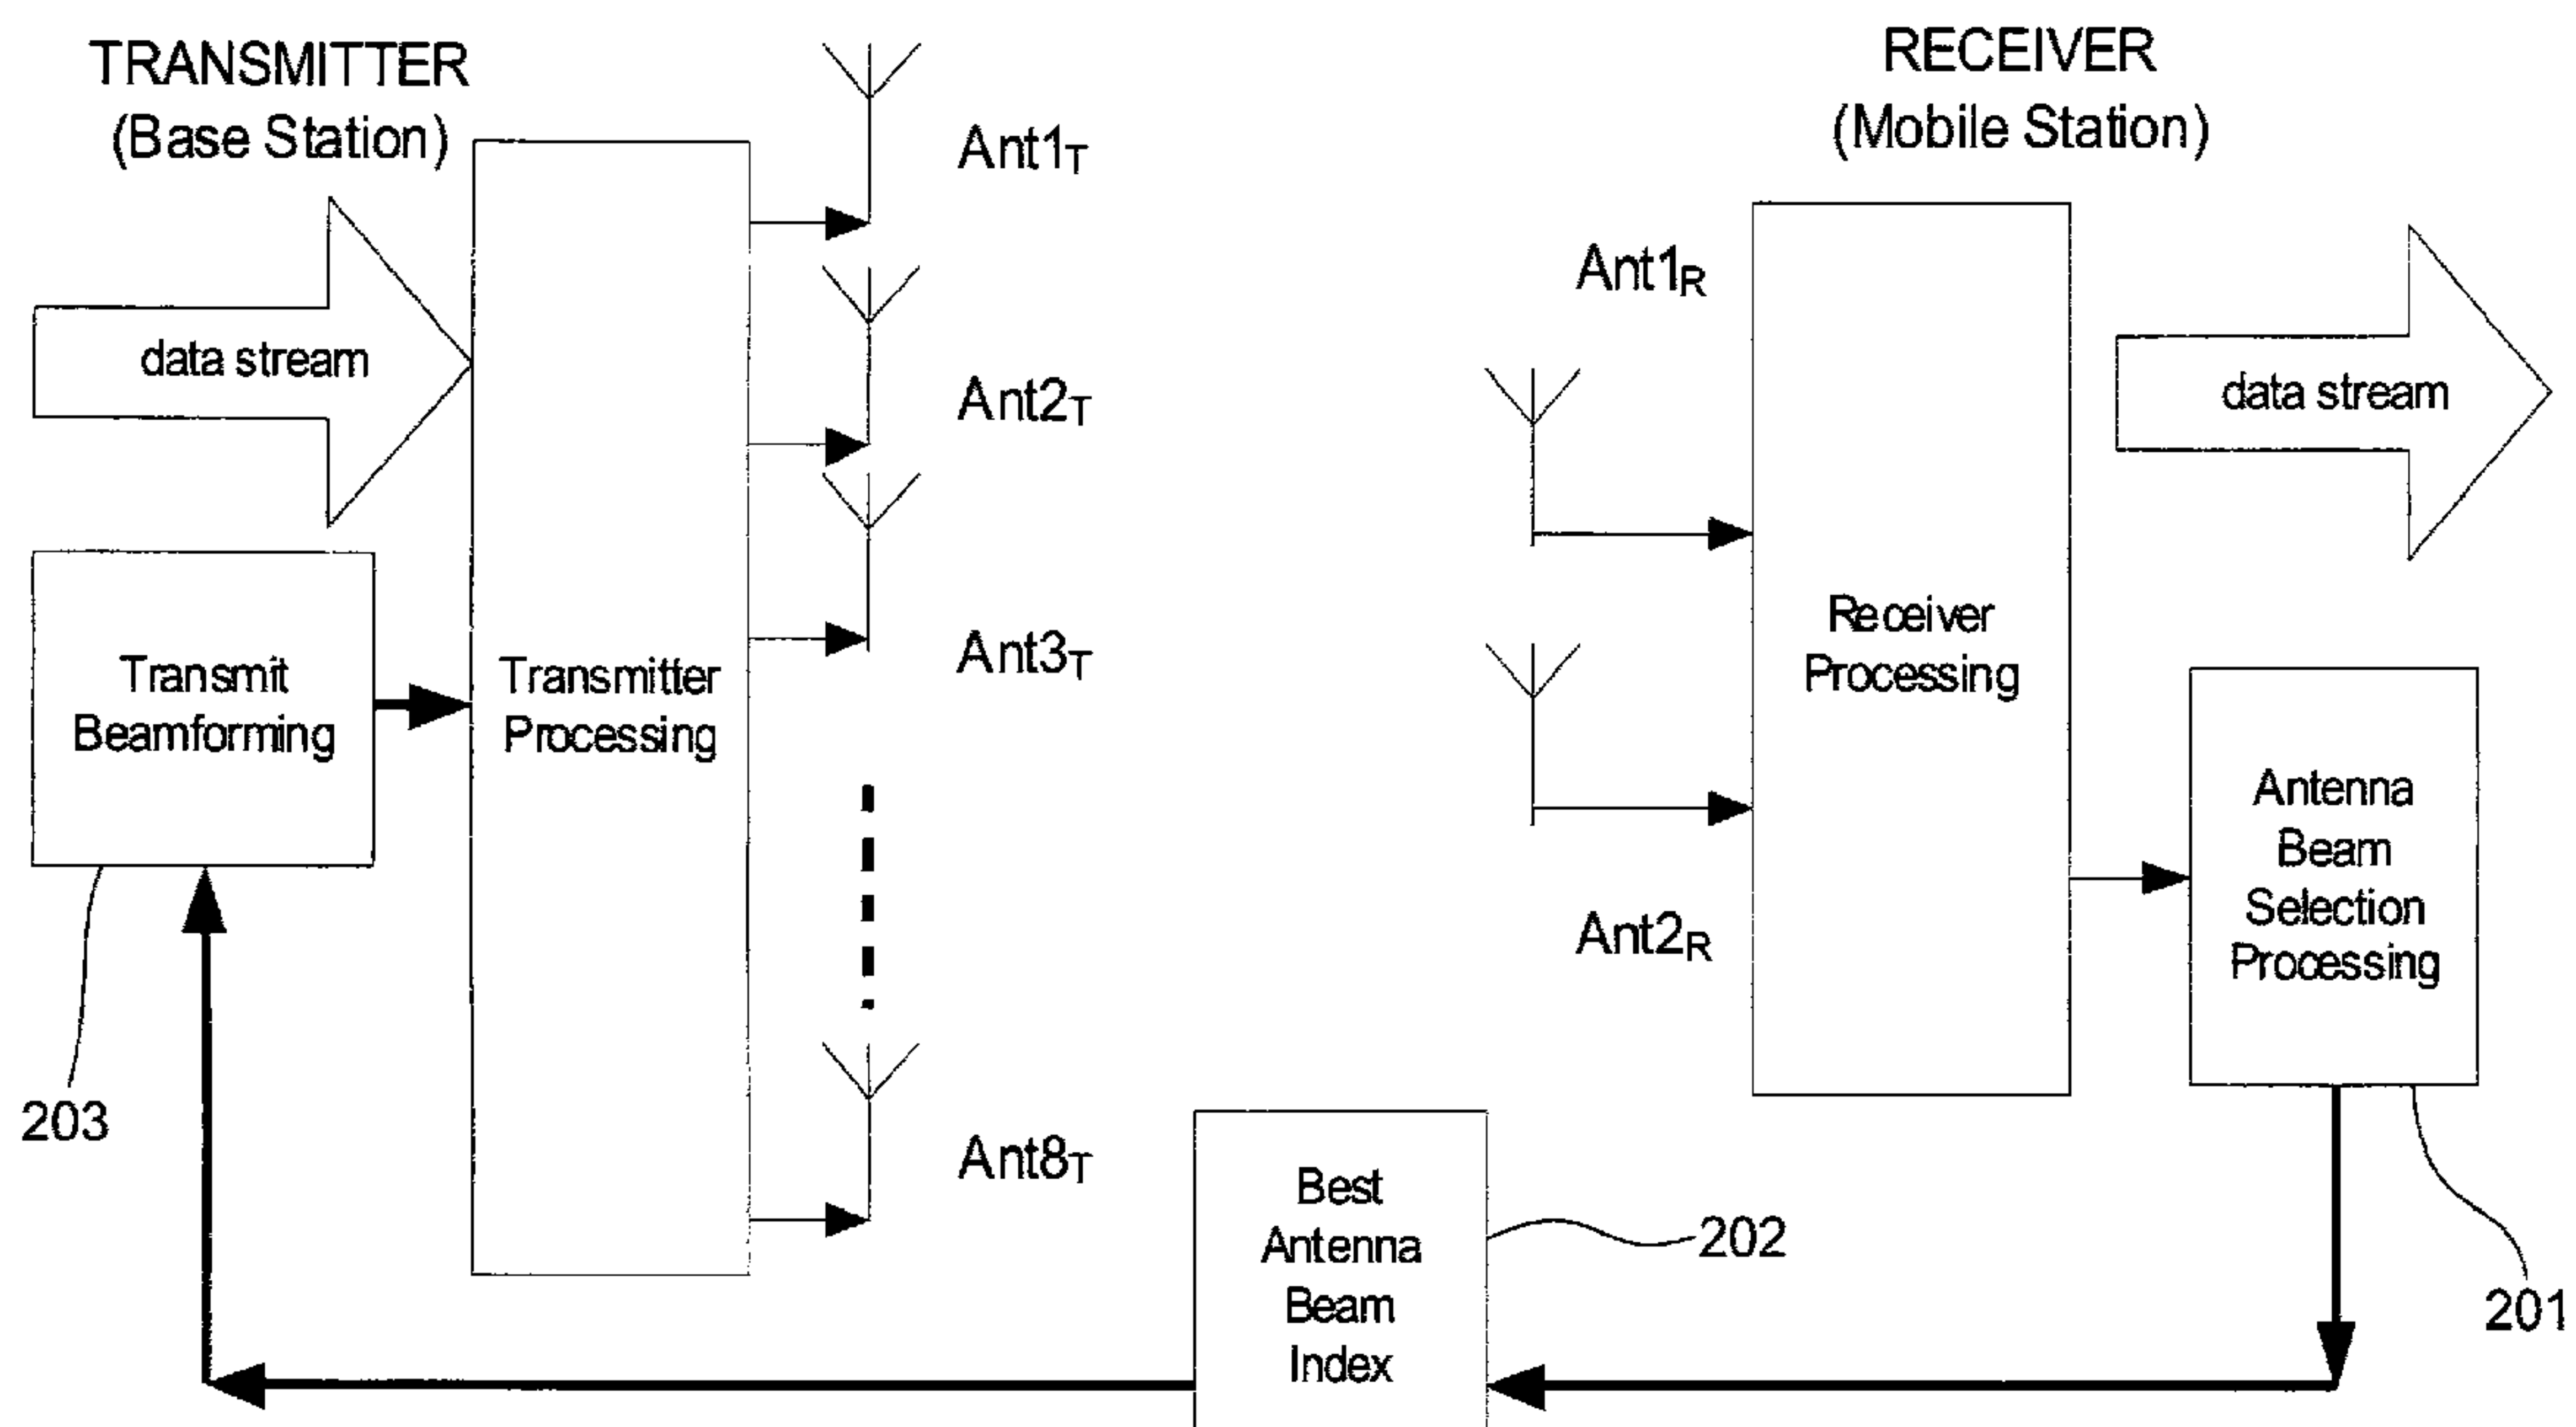 TRANSMITTER
(Base Station)
RECEIVER
(Mobile Station)
data stream
Ant1T
Ant2T
Ant3T
Ant8T
Transmit
Beamforming
Transmitter
Processing
203
Ant1R
Ant2R
Receiver
Processing
data stream
Antenna
Beam
Selection
Processing
201
Best
Antenna
Beam
Index
202